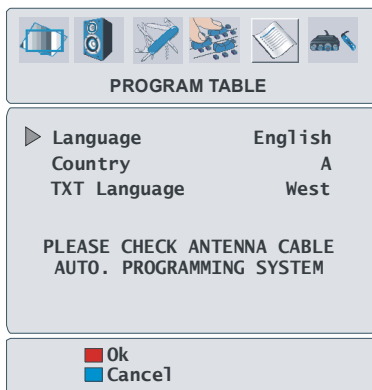 PROGRAM TABLE
Language English
Country A
TXT Language West
PLEASE CHECK ANTENNA CABLE
AUTO. PROGRAMMING SYSTEM
Ok
Cancel